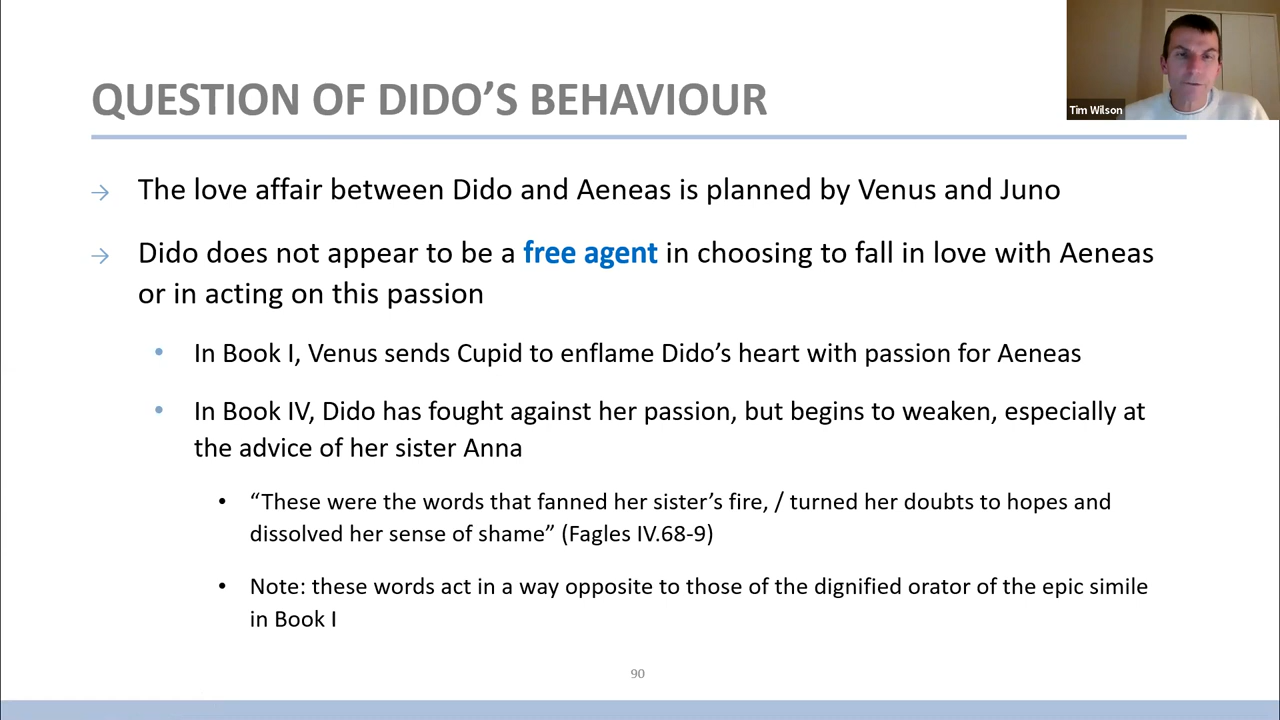 QUESTION OF DIDO’S BEHAVIOUR
Tim Wilson
→ The love affair between Dido and Aeneas is planned by Venus and Juno
→ Dido does not appear to be a free agent in choosing to fall in love with Aeneas
or in acting on this passion
• In Book I, Venus sends Cupid to enflame Dido’s heart with passion for Aeneas
• In Book IV, Dido has fought against her passion, but begins to weaken, especially at
the advice of her sister Anna
• “These were the words that fanned her sister’s fire, / turned her doubts to hopes and
dissolved her sense of shame” (Fagles IV.68-9)
• Note: these words act in a way opposite to those of the dignified orator of the epic simile
in Book I
90